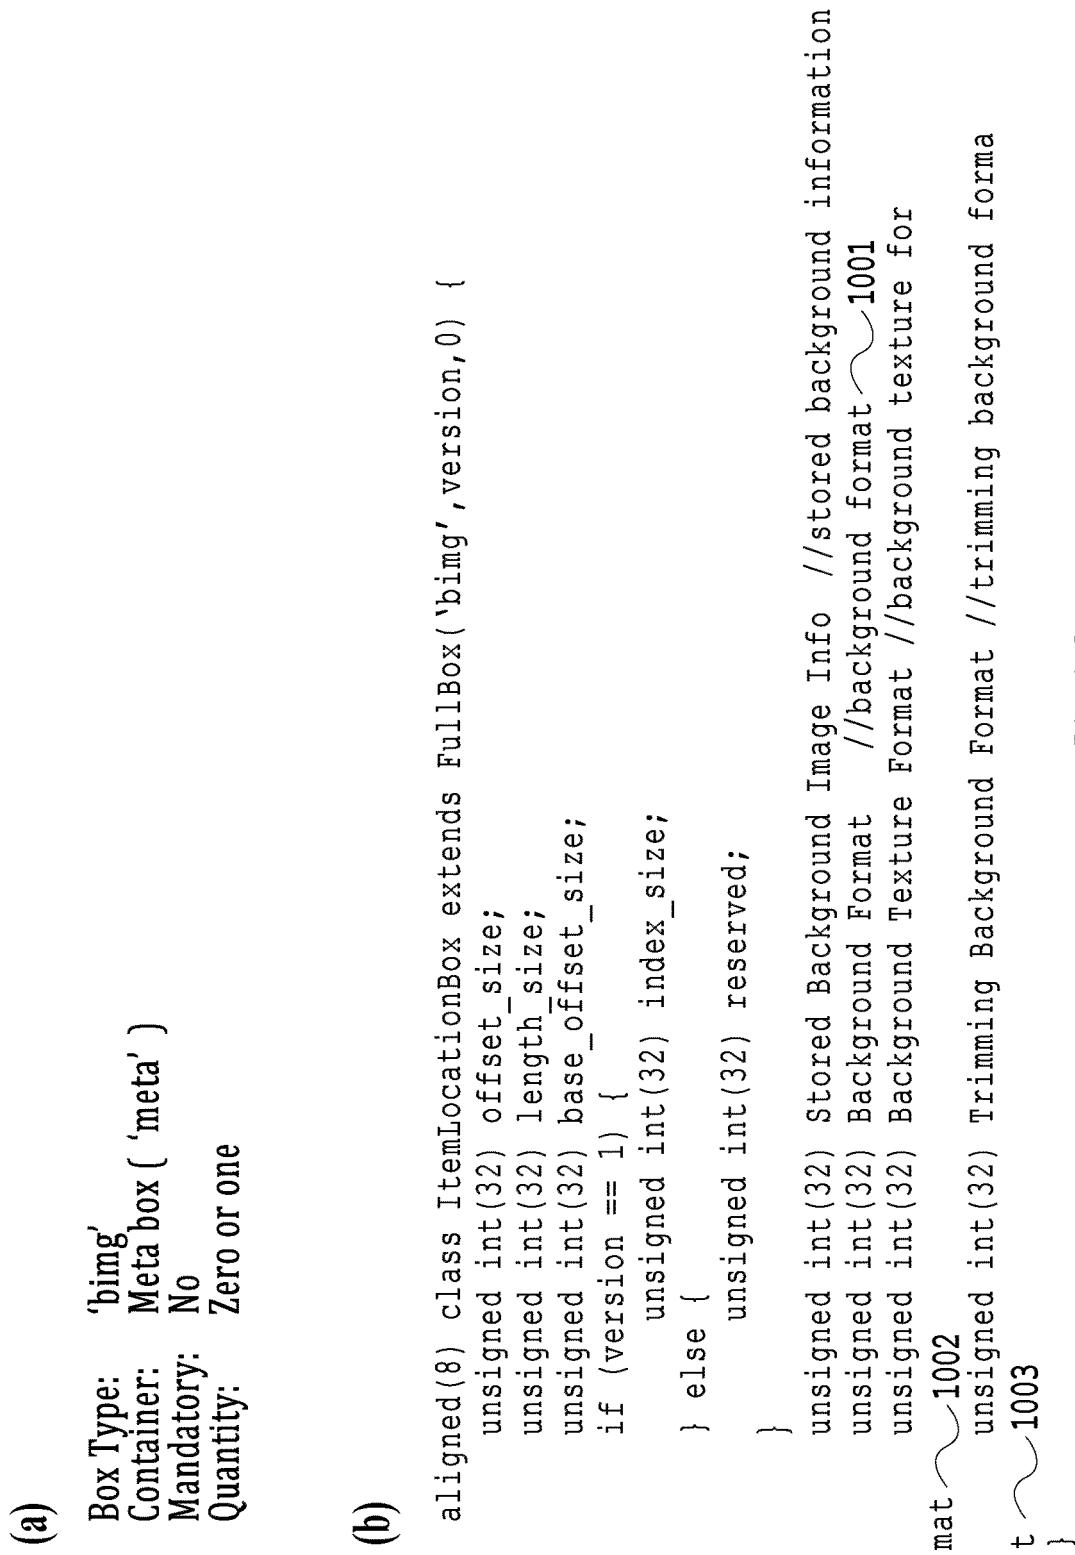 (a)
Box Type: ‘bimg’
Container: Meta box ( ‘meta’ )
Mandatory: No
Quantity: Zero or one
(b)
aligned(8) class ItemLocationBox extends FullBox(‘bimg’,version,0) {
unsigned int(32) offset_size;
unsigned int(32) length_size;
unsigned int(32) base_offset_size;
if (version == 1) {
unsigned int(32) index_size;
} else {
unsigned int(32) reserved;
}
unsigned int(32) Stored Background Image Info //stored background information
unsigned int(32) Background Format //background format 1001
unsigned int(32) Background Texture Format //background texture for
mat 1002
unsigned int(32) Trimming Background Format //trimming background forma
t 1003
}